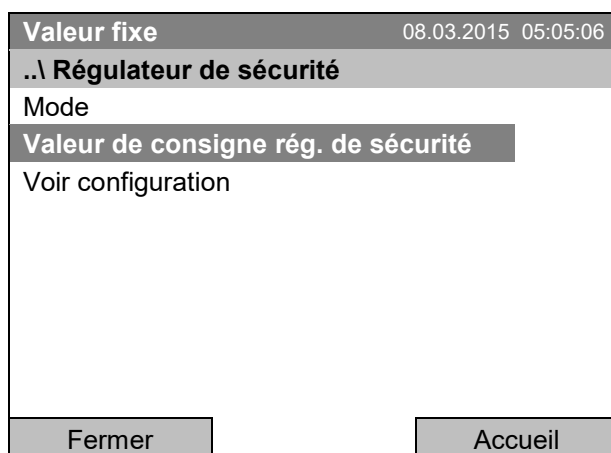 Valeur fixe 08.03.2015 05:05:06
..\ Régulateur de sécurité
Mode
Valeur de consigne rég. de sécurité
Voir configuration
Fermer Accueil